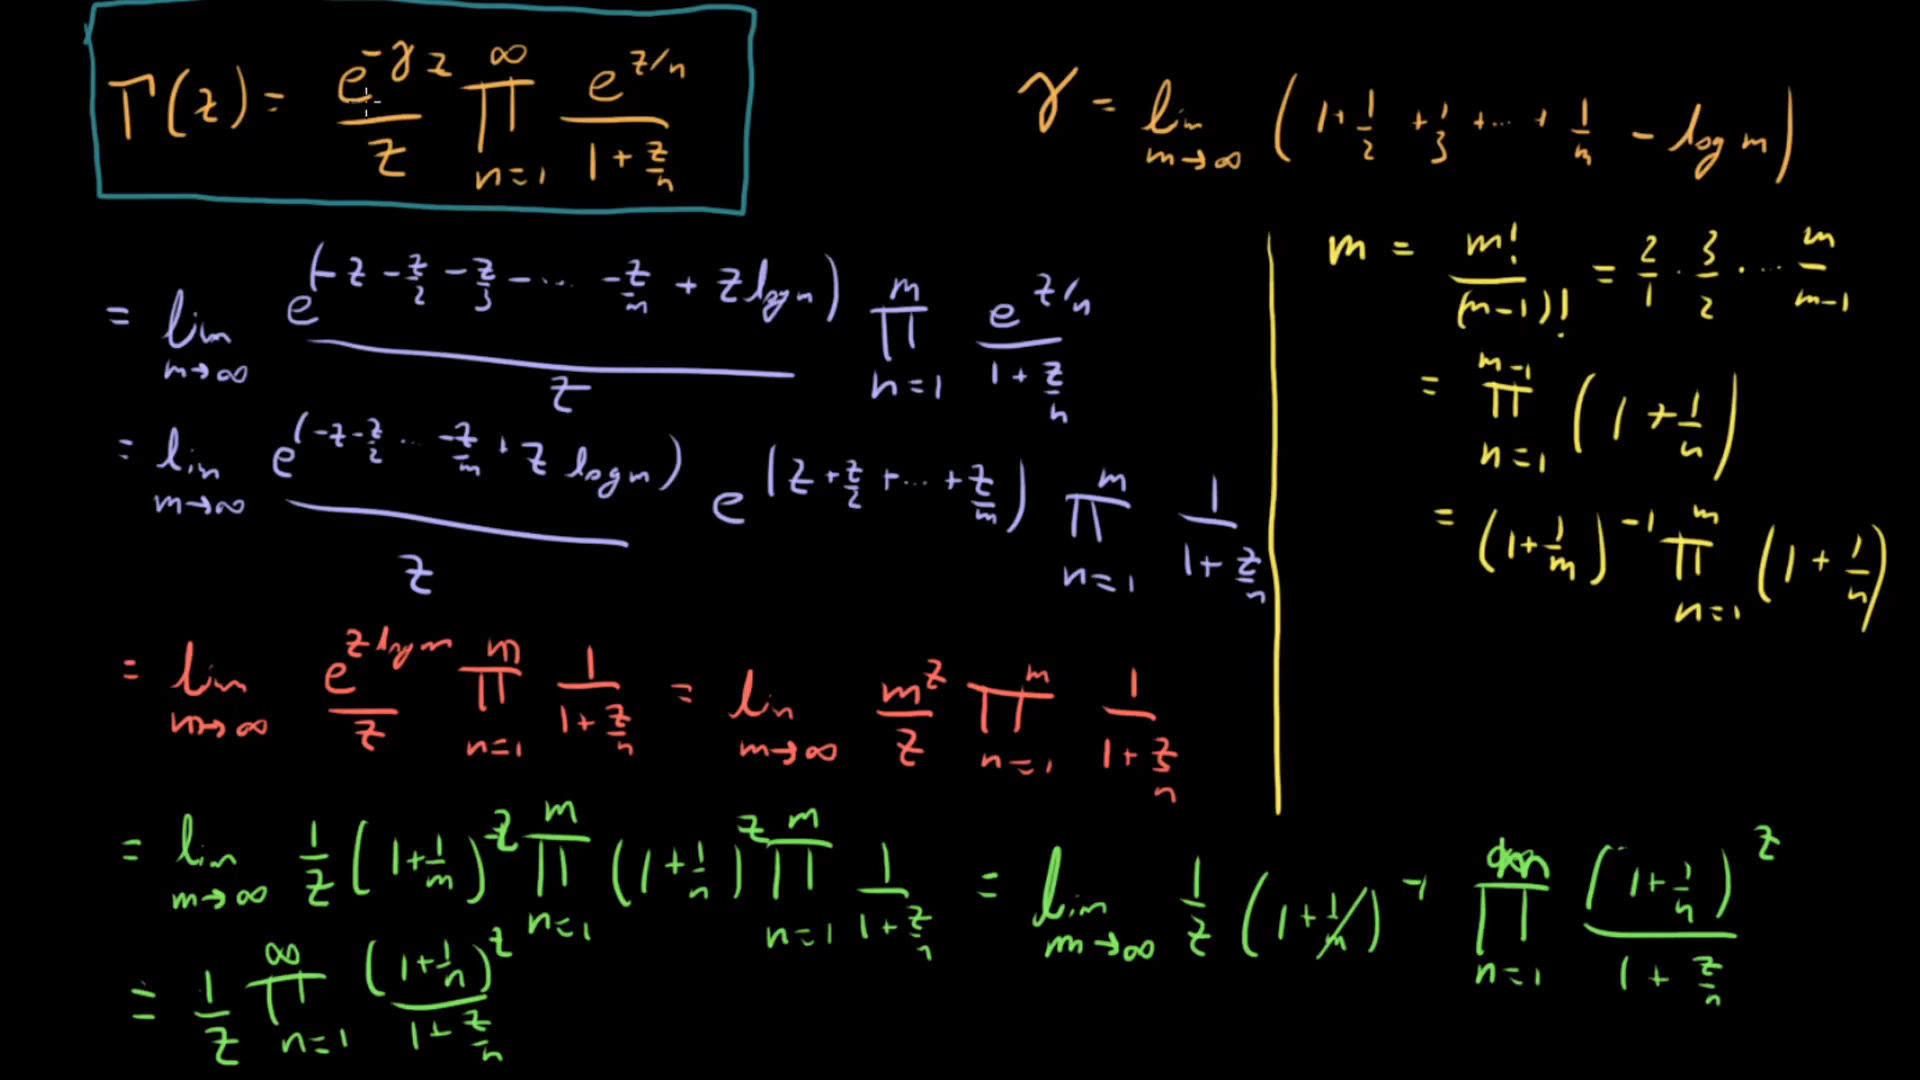 Γ(z) = e^{-γz}/z ∏_{n=1}^{∞} e^{z/n}/(1 + z/n)
γ = lim_{m→∞} (1 + 1/2 + 1/3 + ... + 1/m - log m)
= lim_{m→∞} e^{(-z - z/2 - z/3 - ... - z/m + z log m)}/z ∏_{n=1}^{m} e^{z/n}/(1 + z/n)
= lim_{m→∞} e^{(-z - z/2 ... - z/m + z log m)}/z e^{(z + z/2 + ... + z/m)} ∏_{n=1}^{m} 1/(1 + z/n)
= lim_{m→∞} e^{z log m}/z ∏_{n=1}^{m} 1/(1 + z/n) = lim_{m→∞} m^z/z ∏_{n=1}^{m} 1/(1 + z/n)
= lim_{m→∞} 1/z (1 + 1/m)^z ∏_{n=1}^{m} (1 + 1/n)^z ∏_{n=1}^{m} 1/(1 + z/n) = lim_{m→∞} 1/z (1 + 1/m)^{-1} ∏_{n=1}^{m} (1 + 1/n)^z/(1 + z/n)
= 1/z ∏_{n=1}^{∞} (1 + 1/n)^z/(1 + z/n)
m = m!/(m-1)! = 2/1 · 3/2 · ... m/(m-1)
= ∏_{n=1}^{m-1} (1 + 1/n)
= (1 + 1/m)^{-1} ∏_{n=1}^{m} (1 + 1/n)